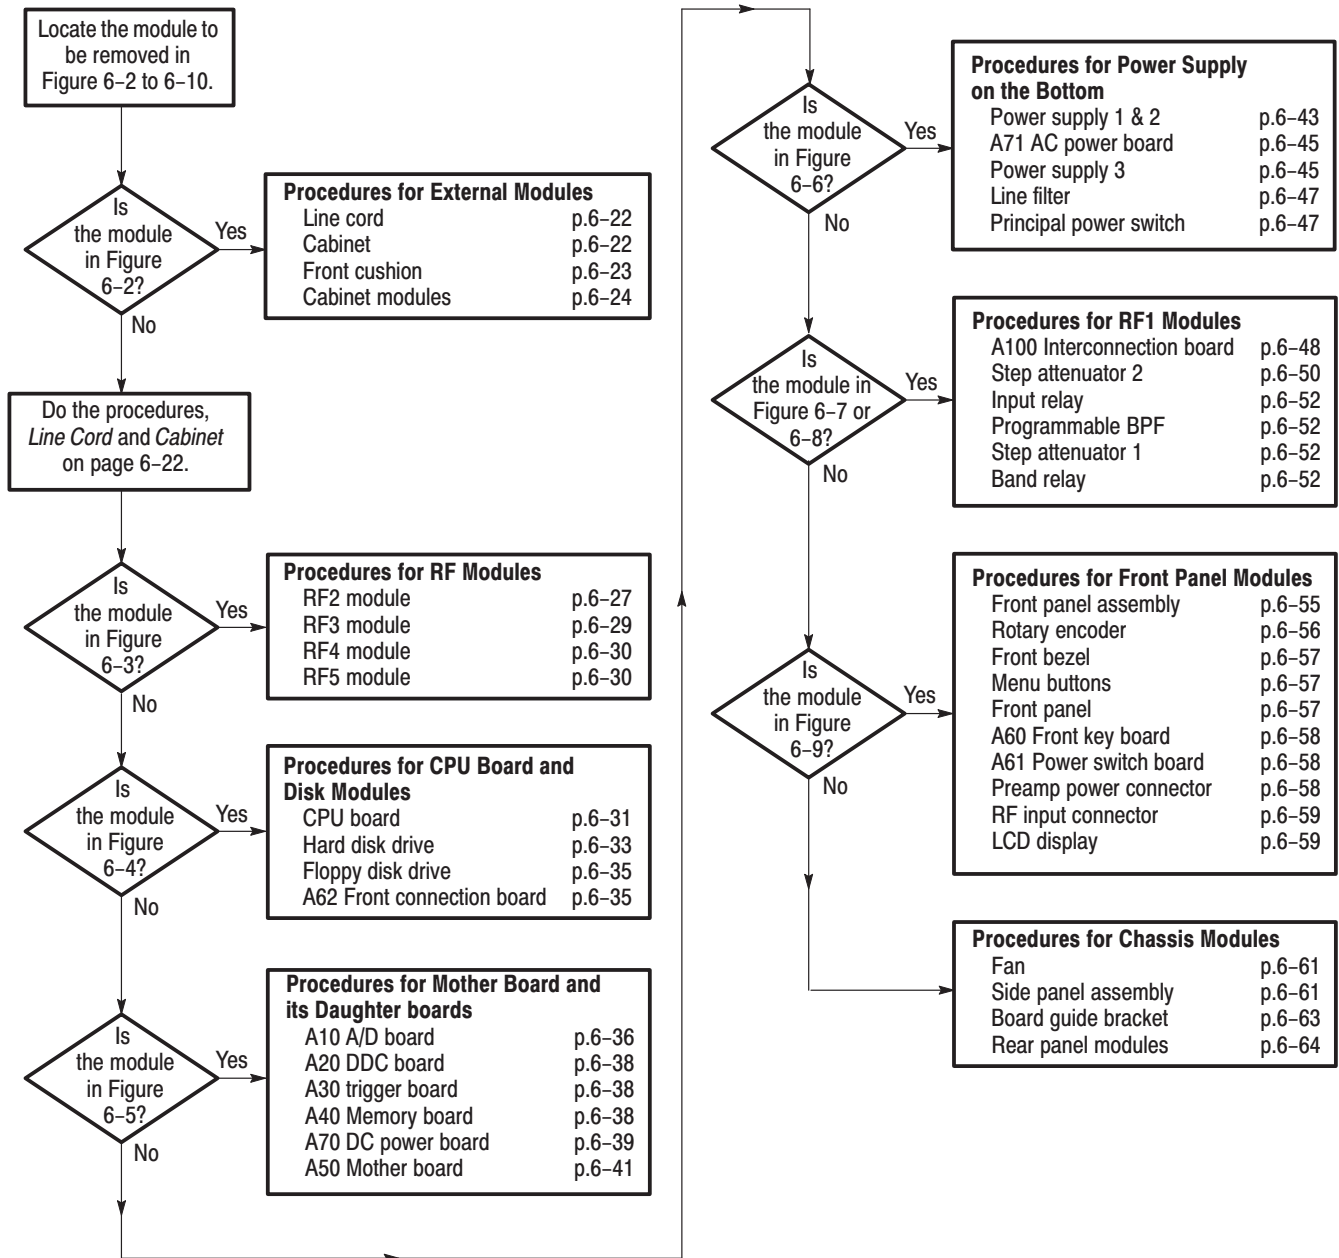 Locate the module to
be removed in
Figure 6–2 to 6–10.
Is
the module
in Figure
6–2?
Yes
No
Procedures for External Modules
Line cord p.6–22
Cabinet p.6–22
Front cushion p.6–23
Cabinet modules p.6–24
Do the procedures,
Line Cord and Cabinet
on page 6–22.
Is
the module
in Figure
6–3?
Yes
No
Procedures for RF Modules
RF2 module p.6–27
RF3 module p.6–29
RF4 module p.6–30
RF5 module p.6–30
Is
the module
in Figure
6–4?
Yes
No
Procedures for CPU Board and
Disk Modules
CPU board p.6–31
Hard disk drive p.6–33
Floppy disk drive p.6–35
A62 Front connection board p.6–35
Is
the module
in Figure
6–5?
Yes
No
Procedures for Mother Board and
its Daughter boards
A10 A/D board p.6–36
A20 DDC board p.6–38
A30 trigger board p.6–38
A40 Memory board p.6–38
A70 DC power board p.6–39
A50 Mother board p.6–41
Is
the module
in Figure
6–6?
Yes
No
Procedures for Power Supply
on the Bottom
Power supply 1 & 2 p.6–43
A71 AC power board p.6–45
Power supply 3 p.6–45
Line filter p.6–47
Principal power switch p.6–47
Is
the module in
Figure 6–7 or
6–8?
Yes
No
Procedures for RF1 Modules
A100 Interconnection board p.6–48
Step attenuator 2 p.6–50
Input relay p.6–52
Programmable BPF p.6–52
Step attenuator 1 p.6–52
Band relay p.6–52
Is
the module
in Figure
6–9?
Yes
No
Procedures for Front Panel Modules
Front panel assembly p.6–55
Rotary encoder p.6–56
Front bezel p.6–57
Menu buttons p.6–57
Front panel p.6–57
A60 Front key board p.6–58
A61 Power switch board p.6–58
Preamp power connector p.6–58
RF input connector p.6–59
LCD display p.6–59
Procedures for Chassis Modules
Fan p.6–61
Side panel assembly p.6–61
Board guide bracket p.6–63
Rear panel modules p.6–64